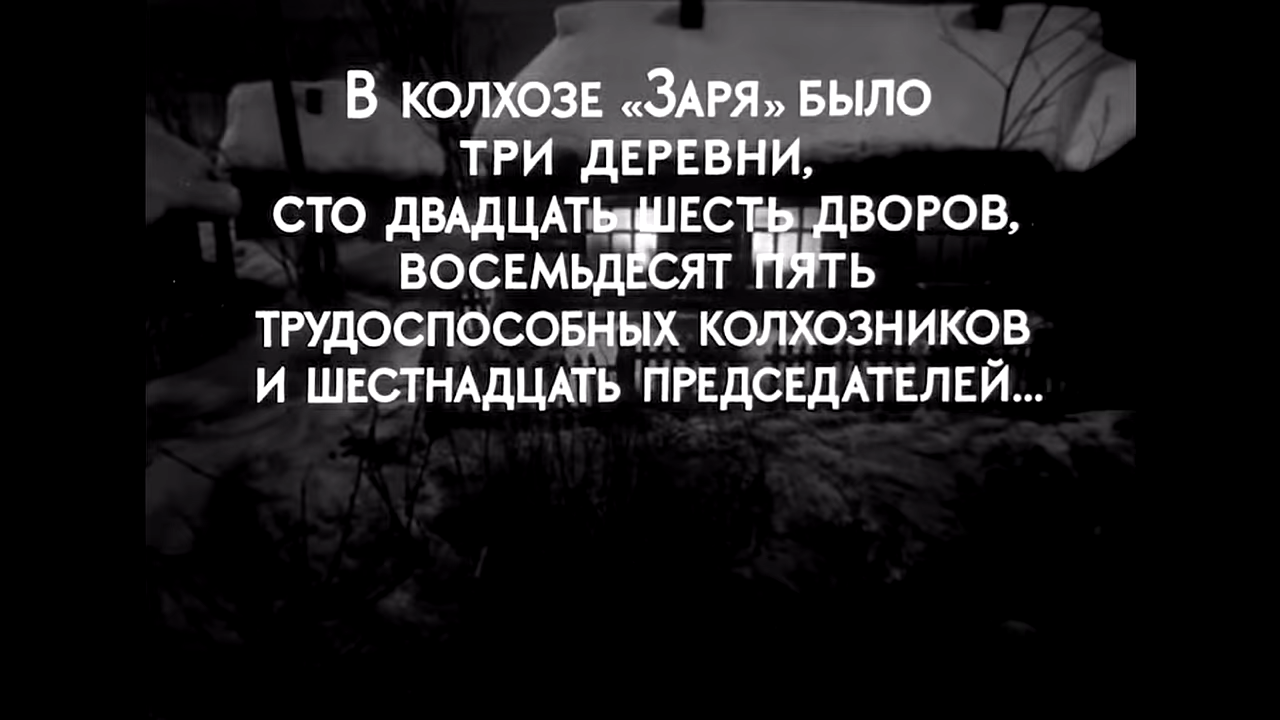 В колхозе «Заря» было
три деревни,
сто двадцать шесть дворов,
восемьдесят пять
трудоспособных колхозников
и шестнадцать председателей...